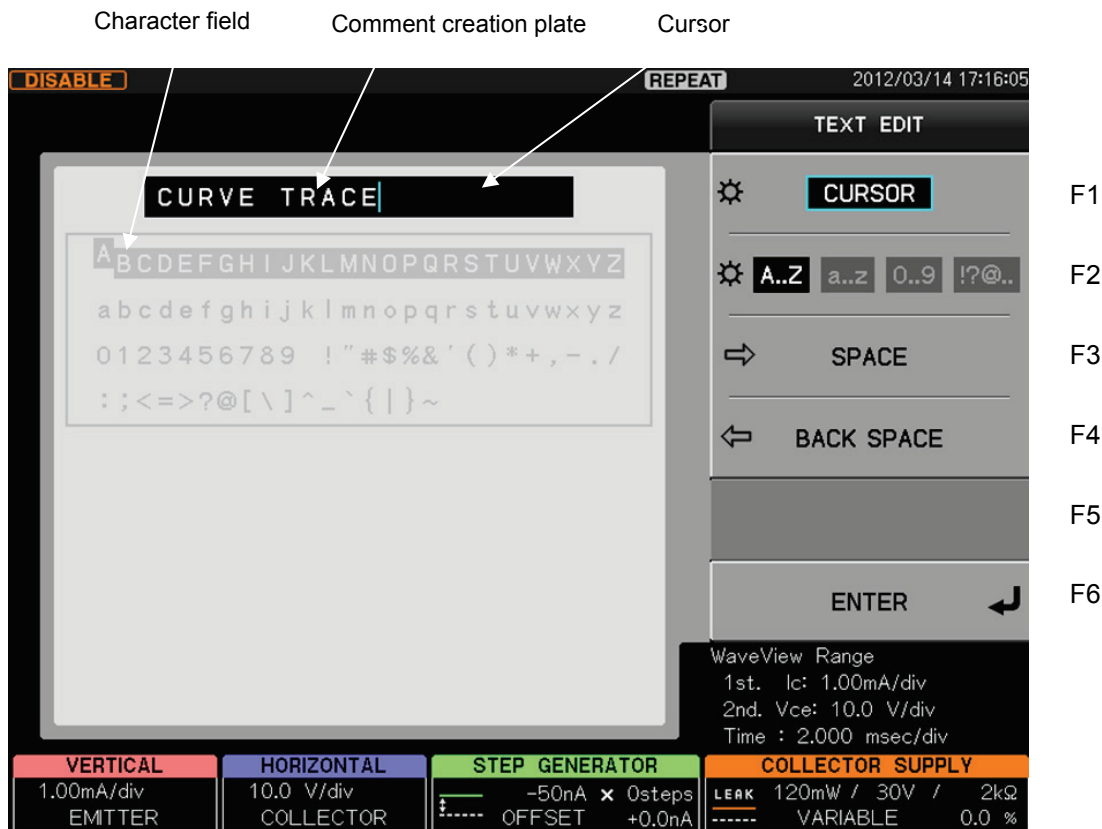 Character field Comment creation plate Cursor
DISABLE REPEAT 2012/03/14 17:16:05
TEXT EDIT
CURVE TRACE
CURSOR F1
ABCDEFGHIJKLMNOPQRSTUVWXYZ
A..Z a..z 0..9 !?@.. F2
abcdefghijklmnopqrstuvwxyz
0123456789 !"#$%&'()*+,-./
SPACE F3
:;<=>?@[\]^_`{|}~
BACK SPACE F4
F5
ENTER F6
WaveView Range
1st. Ic: 1.00mA/div
2nd. Vce: 10.0 V/div
Time : 2.000 msec/div
VERTICAL HORIZONTAL STEP GENERATOR COLLECTOR SUPPLY
1.00mA/div 10.0 V/div -50nA × 0steps LEAK 120mW / 30V / 2kΩ
EMITTER COLLECTOR OFFSET +0.0nA VARIABLE 0.0 %